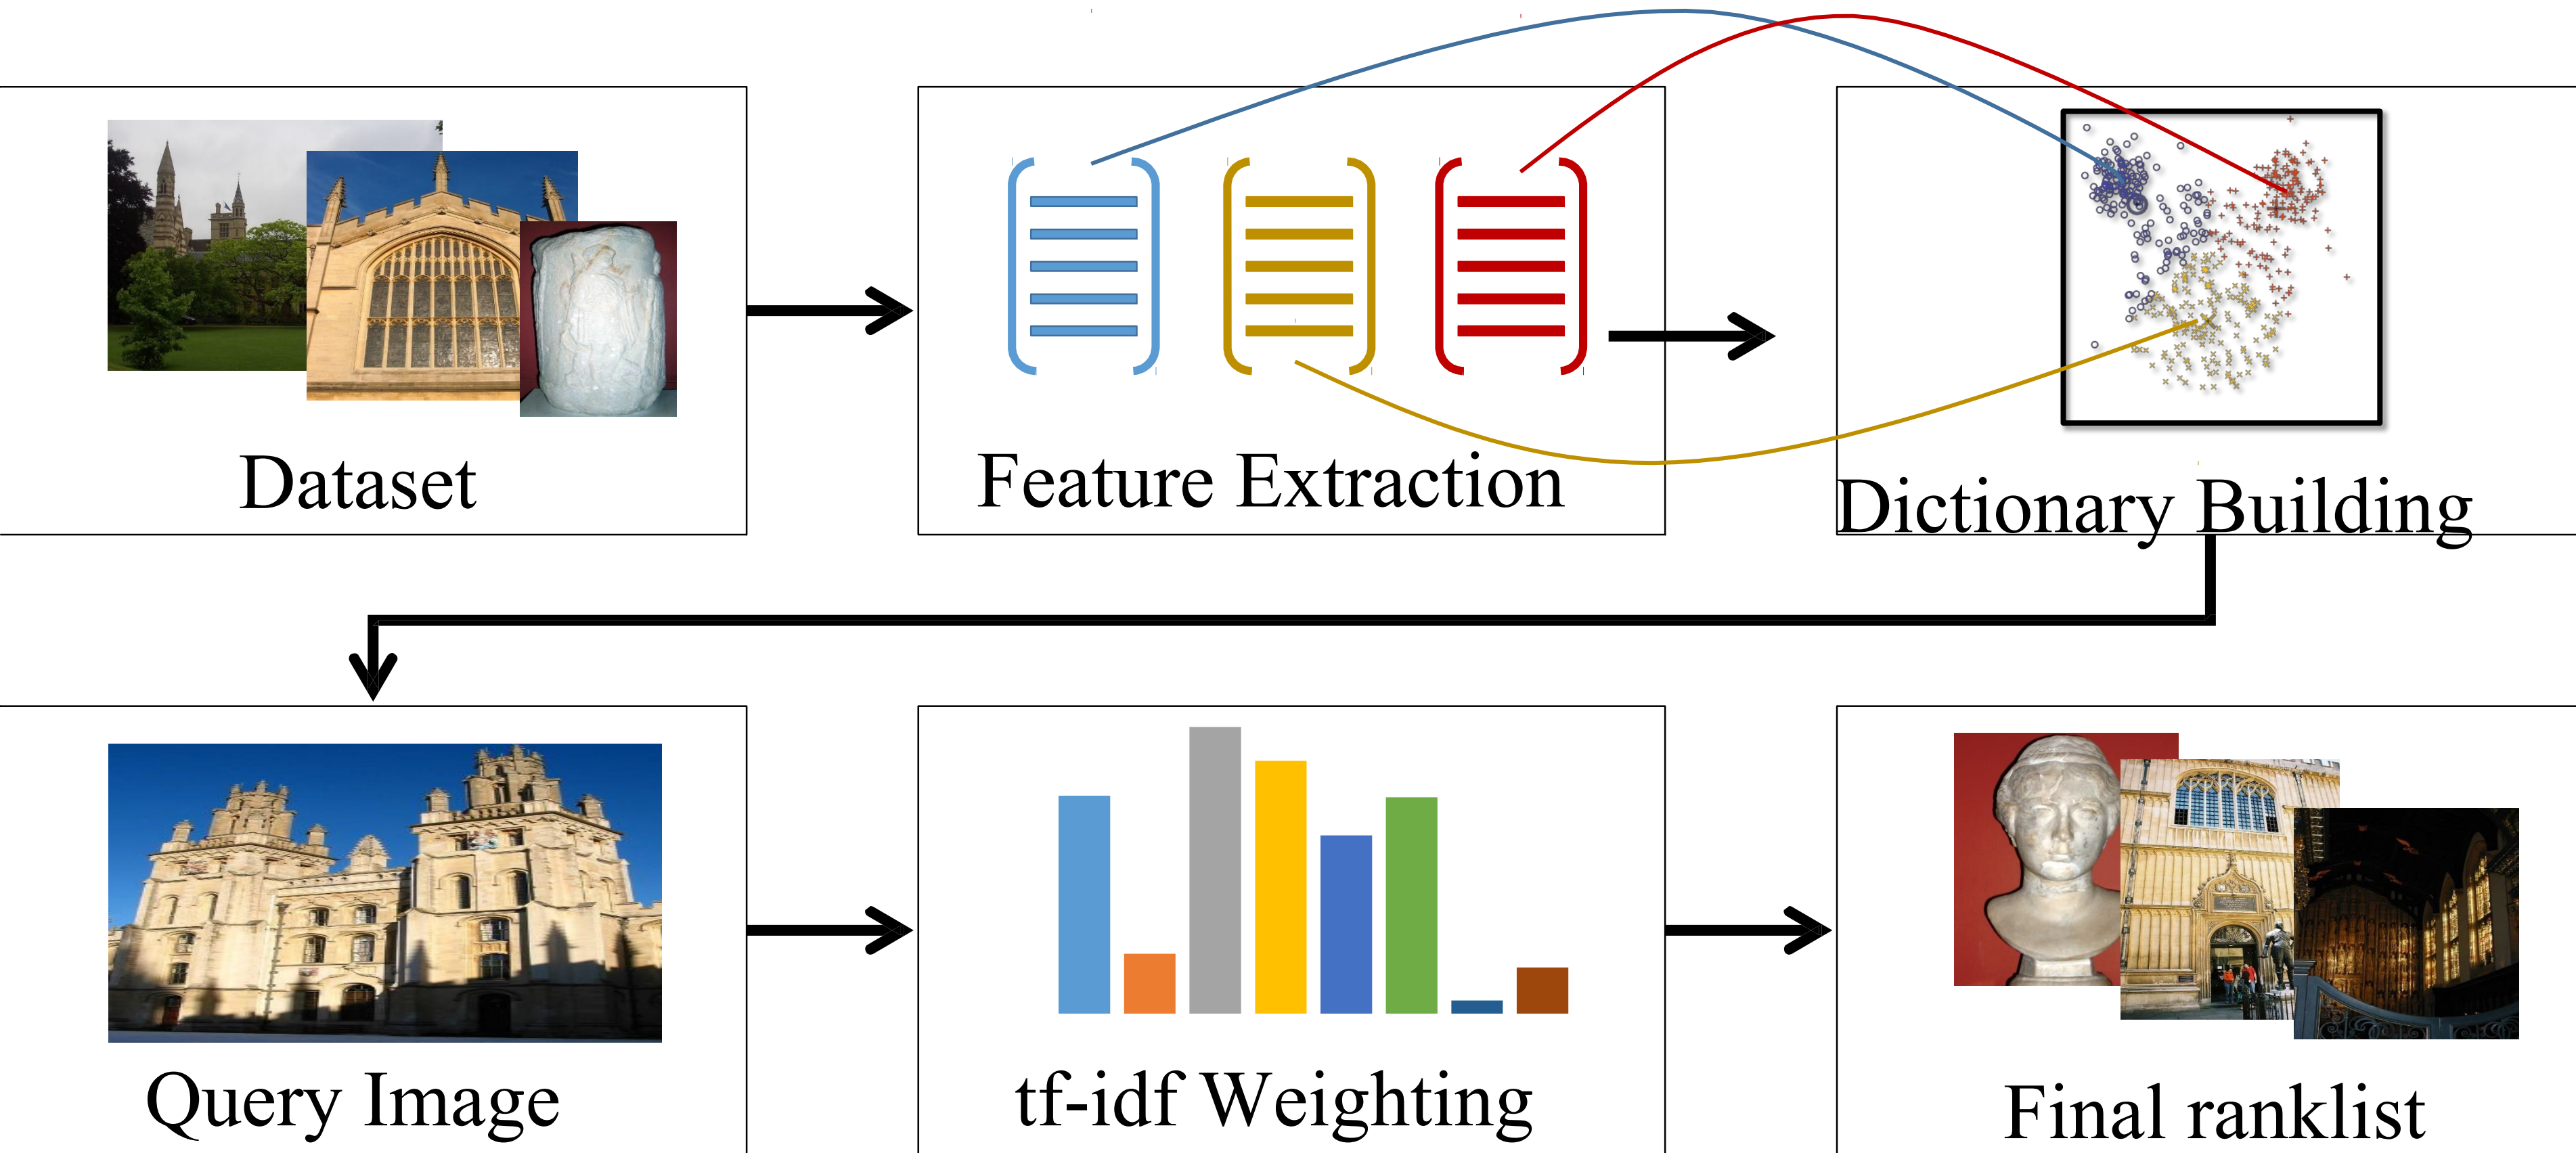 Dataset
Feature Extraction
Dictionary Building
Query Image
tf-idf Weighting
Final ranklist